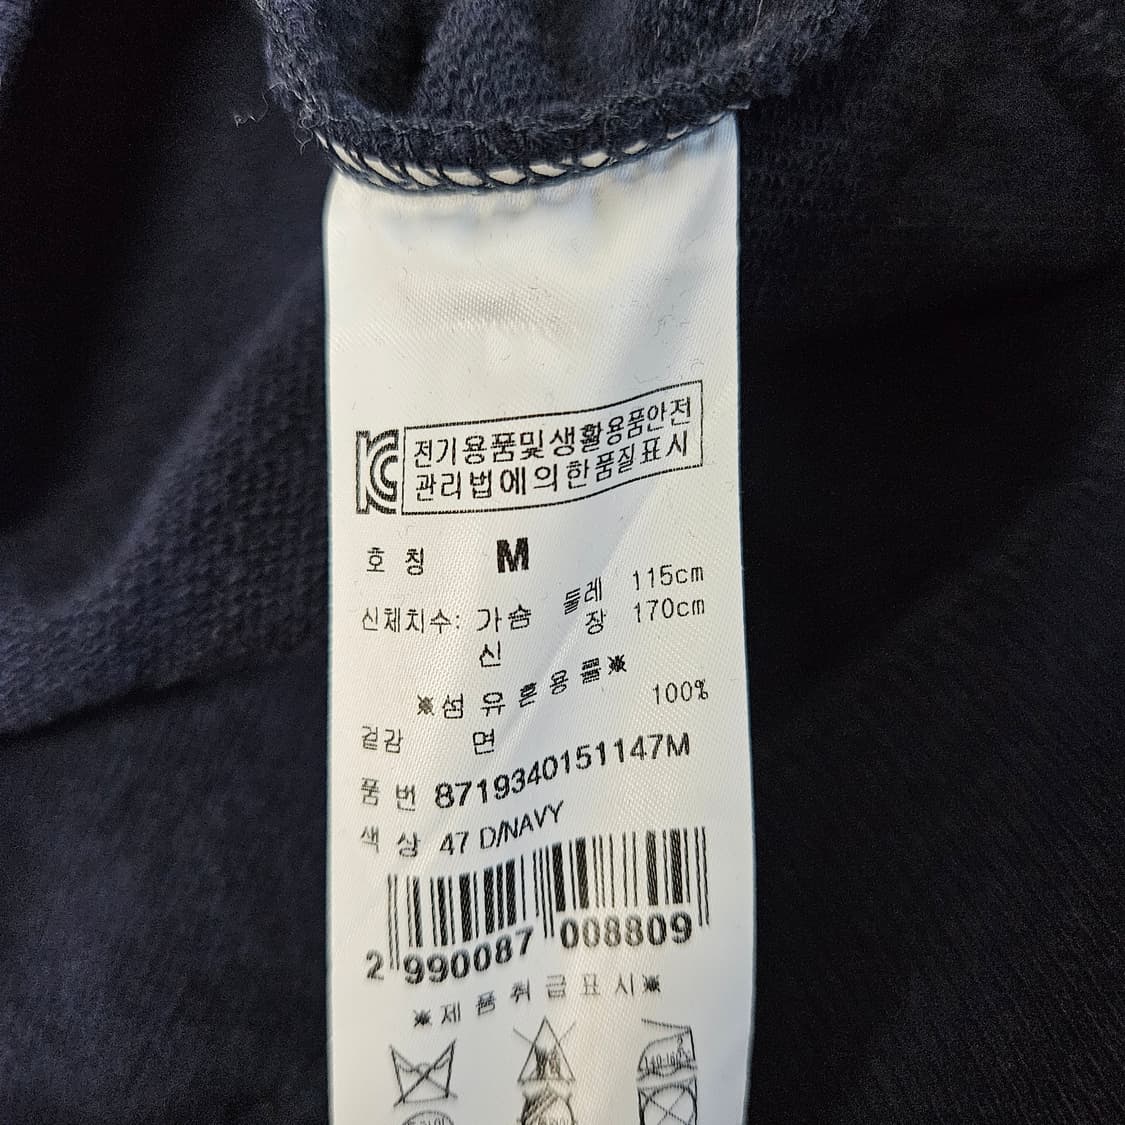 KC 전기용품및생활용품안전
관리법에의한품질표시
호 칭 M
신체치수: 가슴 둘레 115cm
신 장 170cm
※섬 유 혼 용 률※
겉감 면 100%
품 번 8719340151147M
색 상 47 D/NAVY
2 990087 008809
※제 품 취 급 표 시※
140-160℃